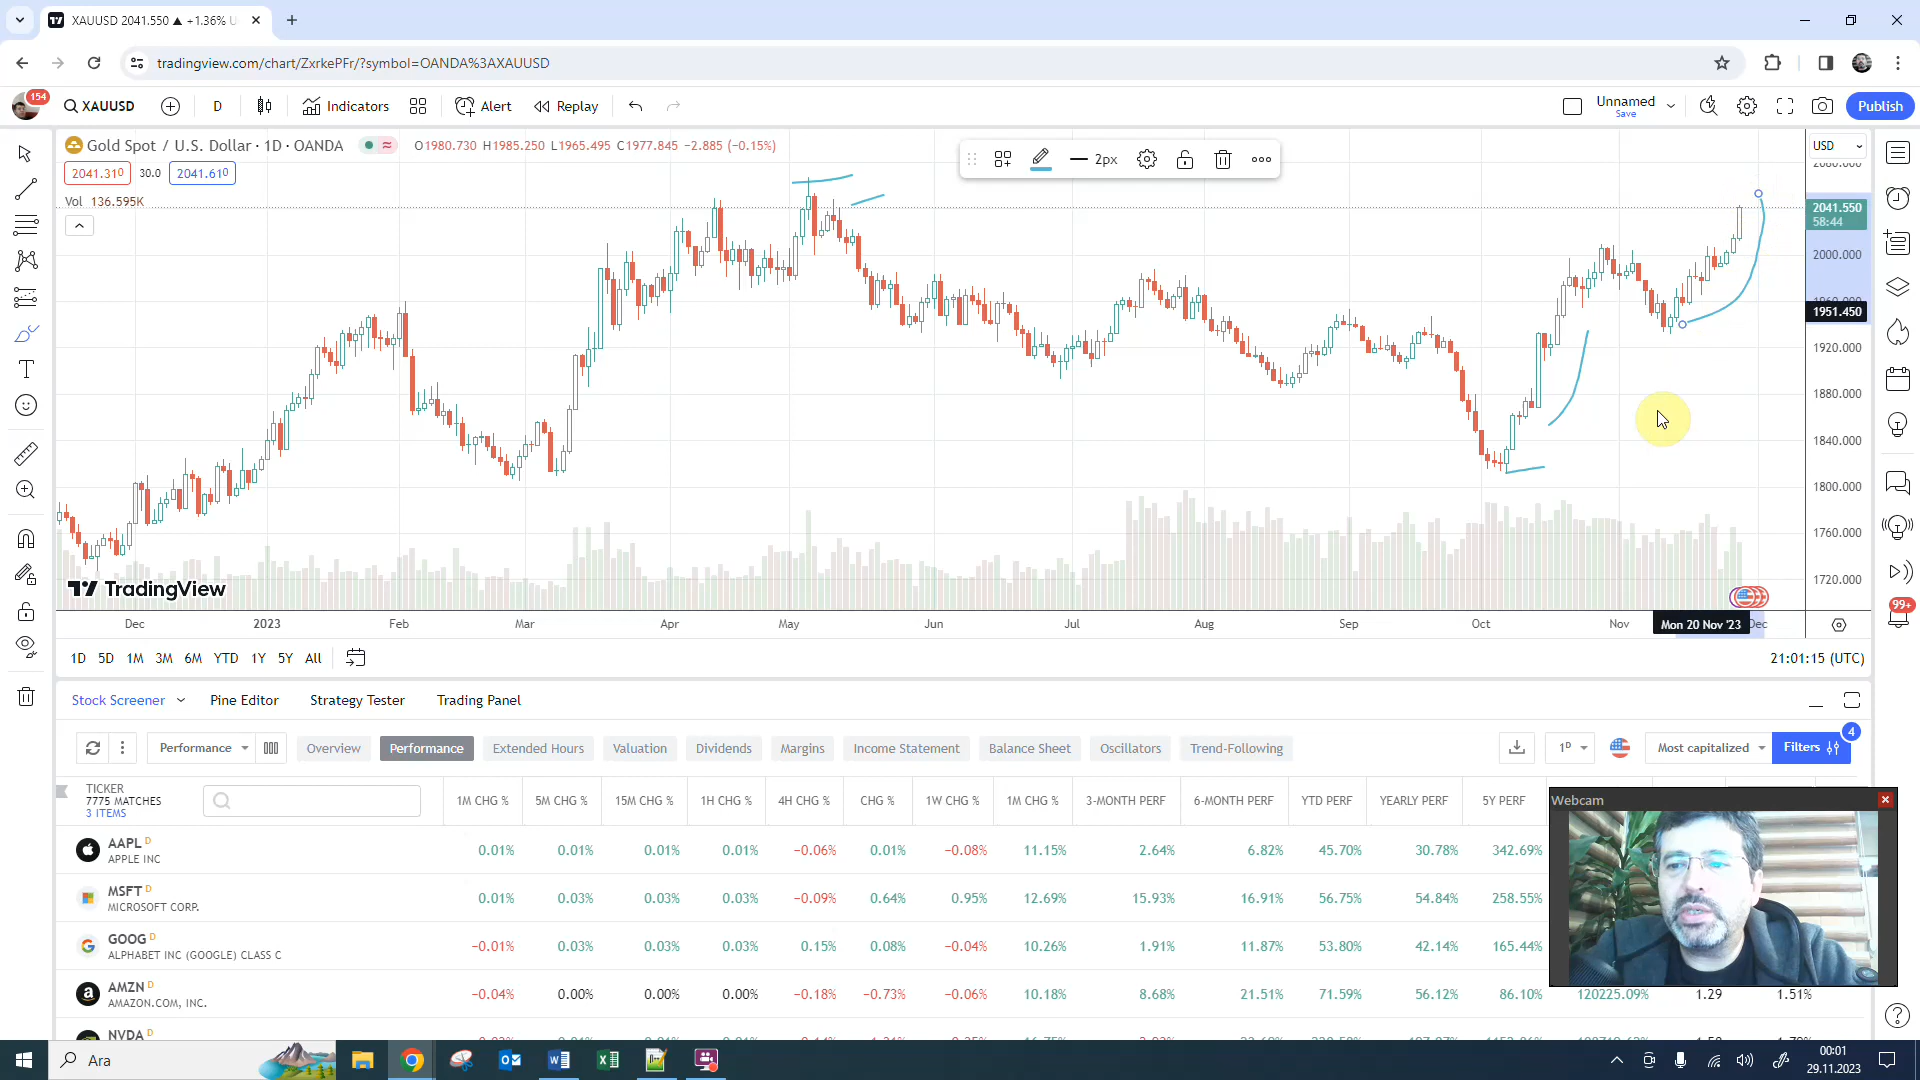 XAUUSD 2041.550 ▲ +1.36% U
tradingview.com/chart/ZxrkePFr/?symbol=OANDA%3AXAUUSD
154
XAUUSD
D
Indicators
Alert
Replay
Unnamed
Save
Publish
Gold Spot / U.S. Dollar · 1D · OANDA
O1980.730 H1985.250 L1965.495 C1977.845 −2.885 (−0.15%)
2041.310 30.0 2041.610
Vol 136.595K
2px
USD
2080.000
2041.550
58:44
2000.000
1960.000
1951.450
1920.000
1880.000
1840.000
1800.000
1760.000
1720.000
TradingView
Dec 2023 Feb Mar Apr May Jun Jul Aug Sep Oct Nov Mon 20 Nov '23 Dec
99+
1D 5D 1M 3M 6M YTD 1Y 5Y All
21:01:15 (UTC)
Stock Screener Pine Editor Strategy Tester Trading Panel
Performance
Overview Performance Extended Hours Valuation Dividends Margins Income Statement Balance Sheet Oscillators Trend-Following
1D
Most capitalized
Filters
4
TICKER
7775 MATCHES
3 ITEMS
1M CHG % 5M CHG % 15M CHG % 1H CHG % 4H CHG % CHG % 1W CHG % 1M CHG % 3-MONTH PERF 6-MONTH PERF YTD PERF YEARLY PERF 5Y PERF
Webcam
AAPL D
APPLE INC
0.01% 0.01% 0.01% 0.01% −0.06% 0.01% −0.08% 11.15% 2.64% 6.82% 45.70% 30.78% 342.69%
MSFT D
MICROSOFT CORP.
0.01% 0.03% 0.03% 0.03% −0.09% 0.64% 0.95% 12.69% 15.93% 16.91% 56.75% 54.84% 258.55%
GOOG D
ALPHABET INC (GOOGLE) CLASS C
−0.01% 0.03% 0.03% 0.03% 0.15% 0.08% −0.04% 10.26% 1.91% 11.87% 53.80% 42.14% 165.44%
AMZN D
AMAZON.COM, INC.
−0.04% 0.00% 0.00% 0.00% −0.18% −0.73% −0.06% 10.18% 8.68% 21.51% 71.59% 56.12% 86.10% 120225.09% 1.29 1.51%
NVDA D
Ara
00:01
29.11.2023